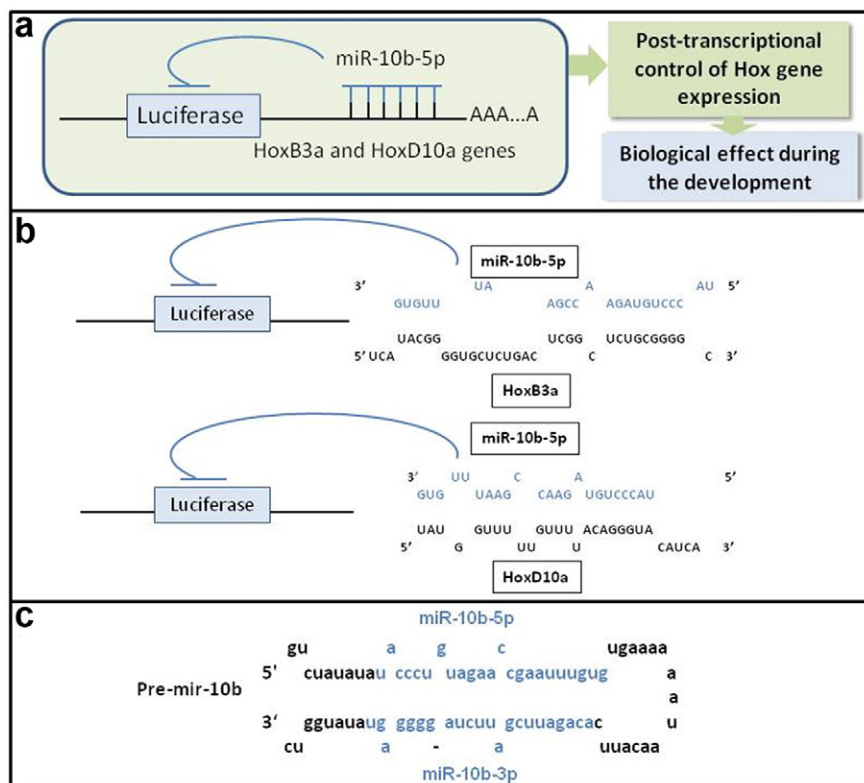 a
miR-10b-5p
Luciferase
AAA...A
HoxB3a and HoxD10a genes
Post-transcriptional
control of Hox gene
expression
Biological effect during
the development
b
miR-10b-5p
3’ UA A AU 5’
GUGUU AGCC AGAUGUCCC
Luciferase
UACGG UCGG UCUGCGGGG
5’ UCA GGUGCUCUGAC C C 3’
HoxB3a
miR-10b-5p
3’ UU C A 5’
GUG UAAG CAAG UGUCCCAU
Luciferase
UAU GUUU GUUU ACAGGGUA
5’ G UU U CAUCA 3’
HoxD10a
c
miR-10b-5p
gu a g c ugaaaa
5’ cuauauau cccu uagaa cgaauuugug a
Pre-mir-10b
a
3’ gguauaug gggg aucuu gcuuagacac u
cu a - a uuacaa
miR-10b-3p